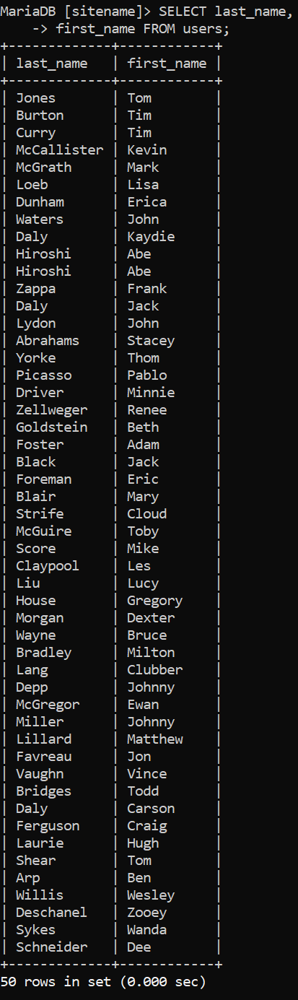 MariaDB [sitename]> SELECT last_name,
    -> first_name FROM users;
+-------------+------------+
| last_name   | first_name |
+-------------+------------+
| Jones       | Tom        |
| Burton      | Tim        |
| Curry       | Tim        |
| McCallister | Kevin      |
| McGrath     | Mark       |
| Loeb        | Lisa       |
| Dunham      | Erica      |
| Waters      | John       |
| Daly        | Kaydie     |
| Hiroshi     | Abe        |
| Hiroshi     | Abe        |
| Zappa       | Frank      |
| Daly        | Jack       |
| Lydon       | John       |
| Abrahams    | Stacey     |
| Yorke       | Thom       |
| Picasso     | Pablo      |
| Driver      | Minnie     |
| Zellweger   | Renee      |
| Goldstein   | Beth       |
| Foster      | Adam       |
| Black       | Jack       |
| Foreman     | Eric       |
| Blair       | Mary       |
| Strife      | Cloud      |
| McGuire     | Toby       |
| Score       | Mike       |
| Claypool    | Les        |
| Liu         | Lucy       |
| House       | Gregory    |
| Morgan      | Dexter     |
| Wayne       | Bruce      |
| Bradley     | Milton     |
| Lang        | Clubber    |
| Depp        | Johnny     |
| McGregor    | Ewan       |
| Miller      | Johnny     |
| Lillard     | Matthew    |
| Favreau     | Jon        |
| Vaughn      | Vince      |
| Bridges     | Todd       |
| Daly        | Carson     |
| Ferguson    | Craig      |
| Laurie      | Hugh       |
| Shear       | Tom        |
| Arp         | Ben        |
| Willis      | Wesley     |
| Deschanel   | Zooey      |
| Sykes       | Wanda      |
| Schneider   | Dee        |
+-------------+------------+
50 rows in set (0.000 sec)